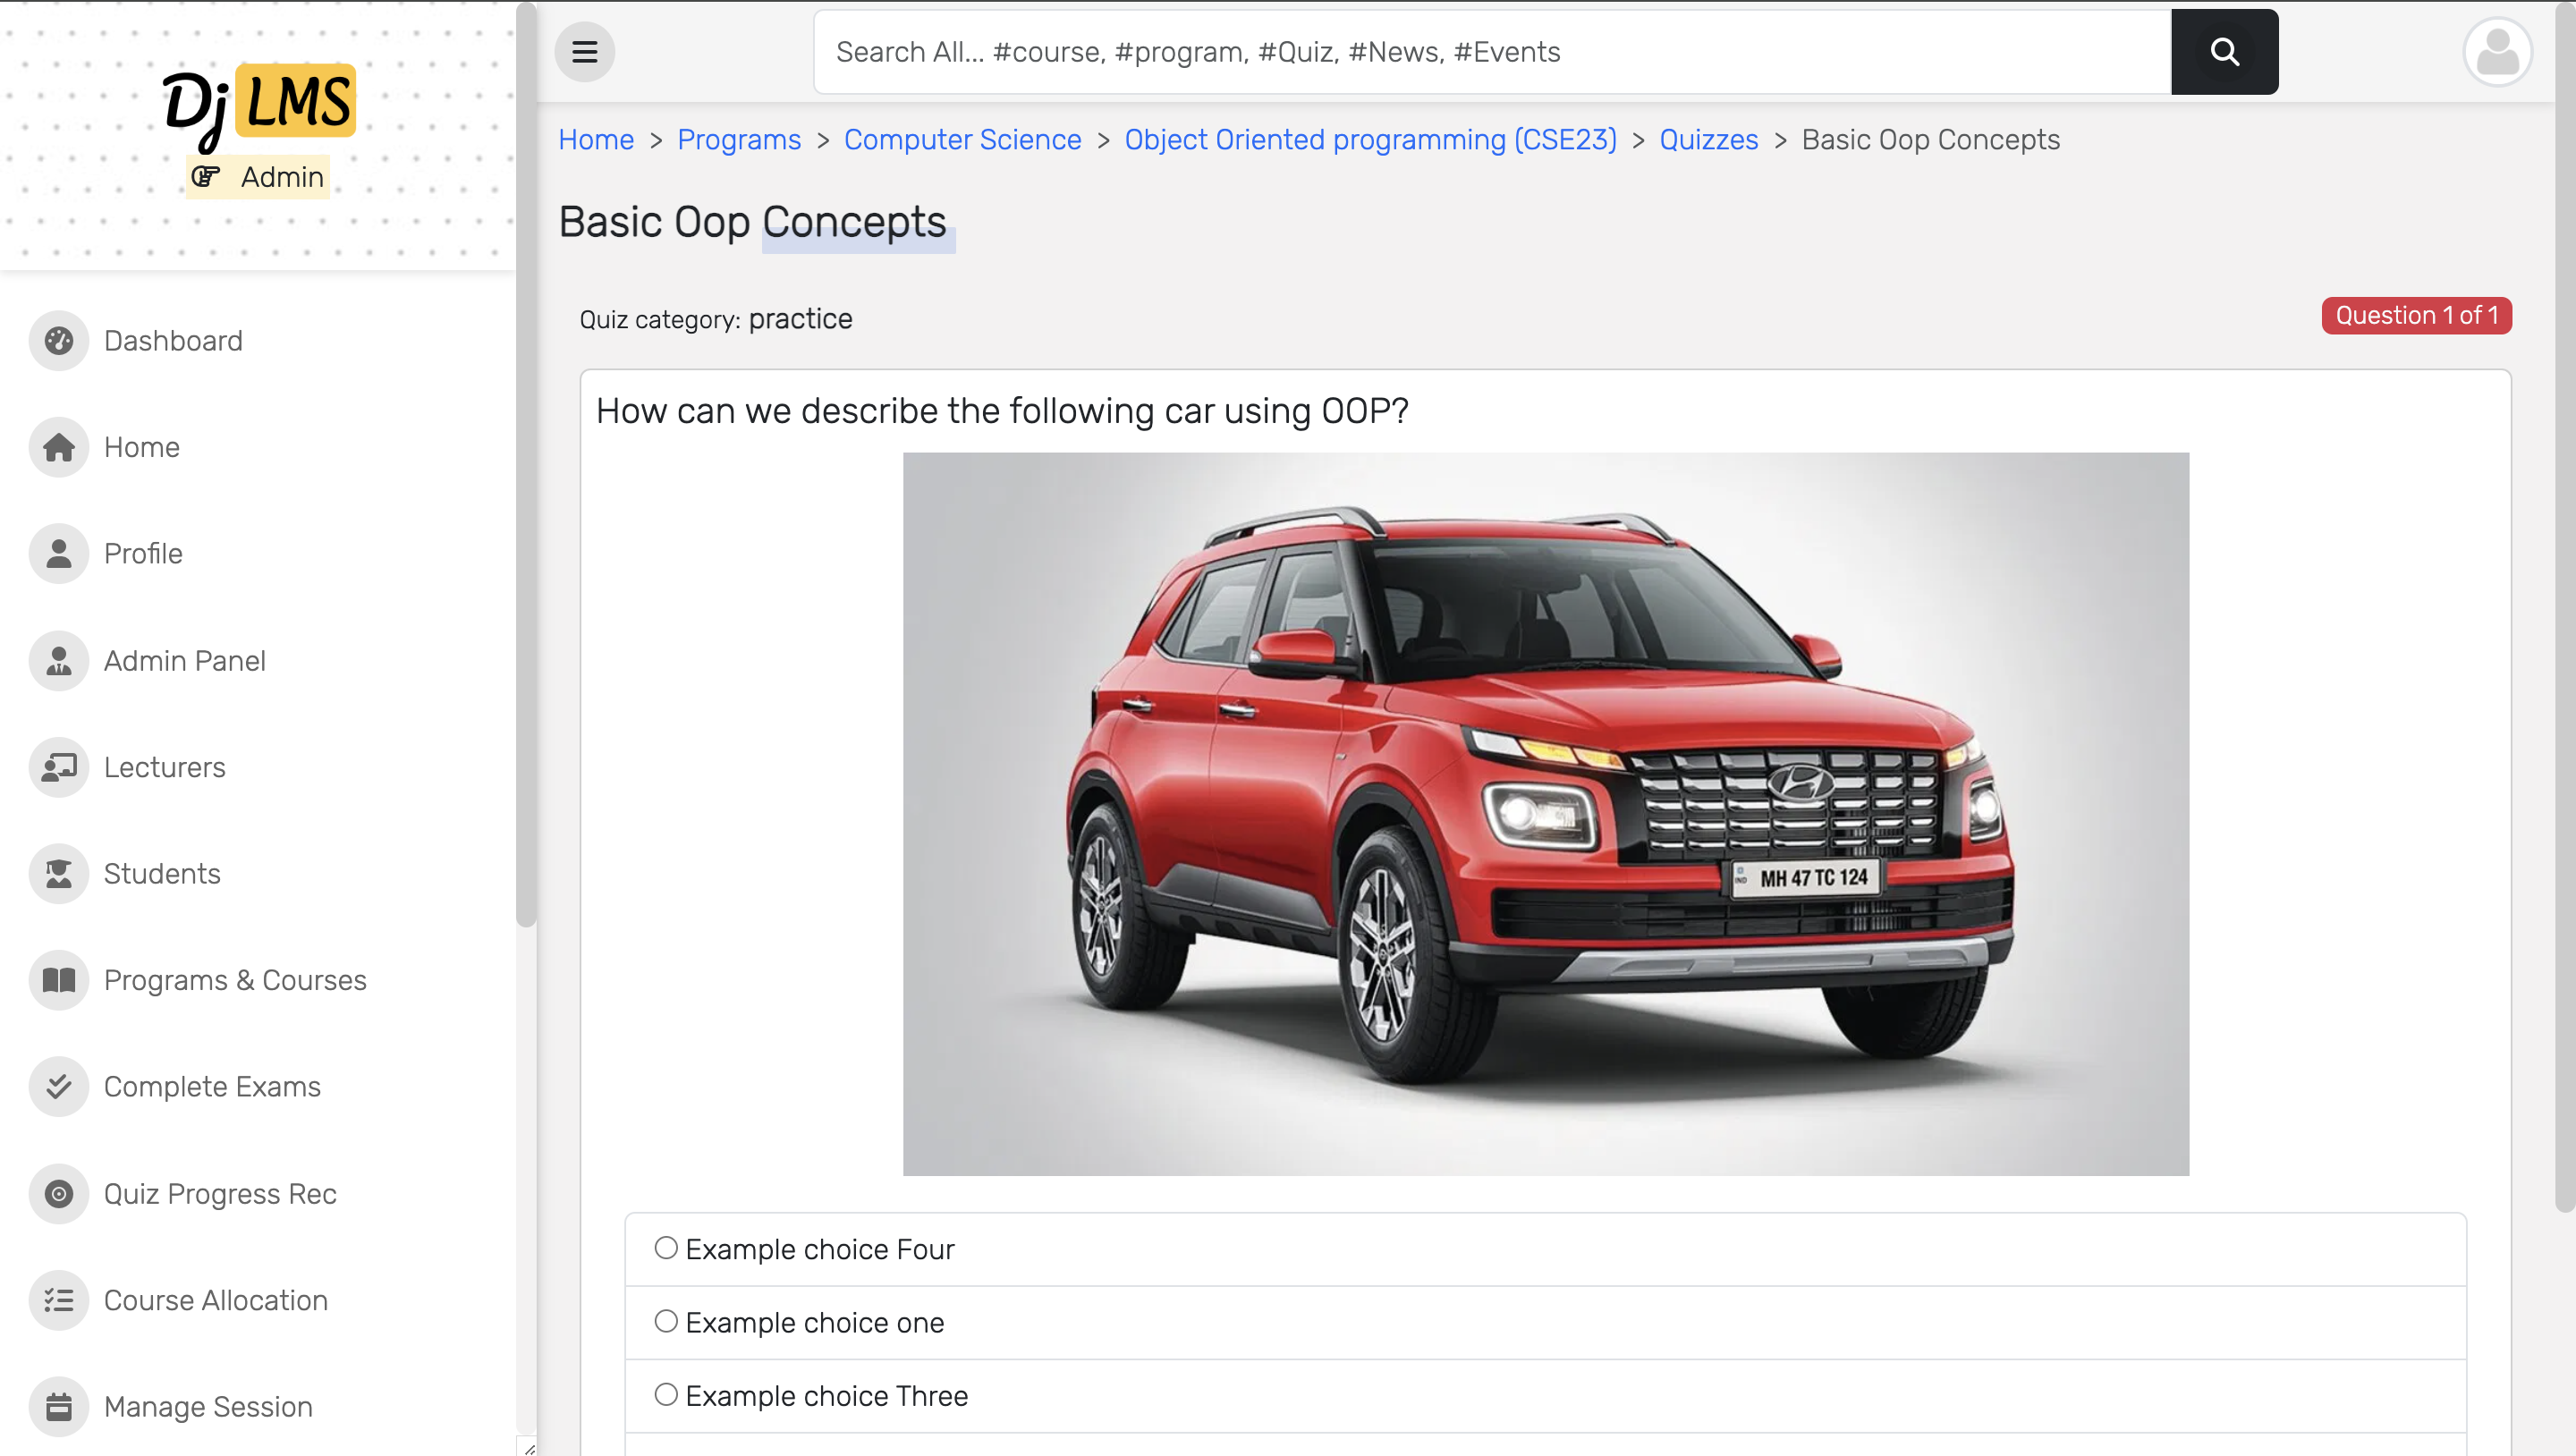 Dj LMS
Admin
Dashboard
Home
Profile
Admin Panel
Lecturers
Students
Programs & Courses
Complete Exams
Quiz Progress Rec
Course Allocation
Manage Session
Search All... #course, #program, #Quiz, #News, #Events
Home > Programs > Computer Science > Object Oriented programming (CSE23) > Quizzes > Basic Oop Concepts
Basic Oop Concepts
Quiz category: practice
Question 1 of 1
How can we describe the following car using OOP?
IND MH 47 TC 124
Example choice Four
Example choice one
Example choice Three